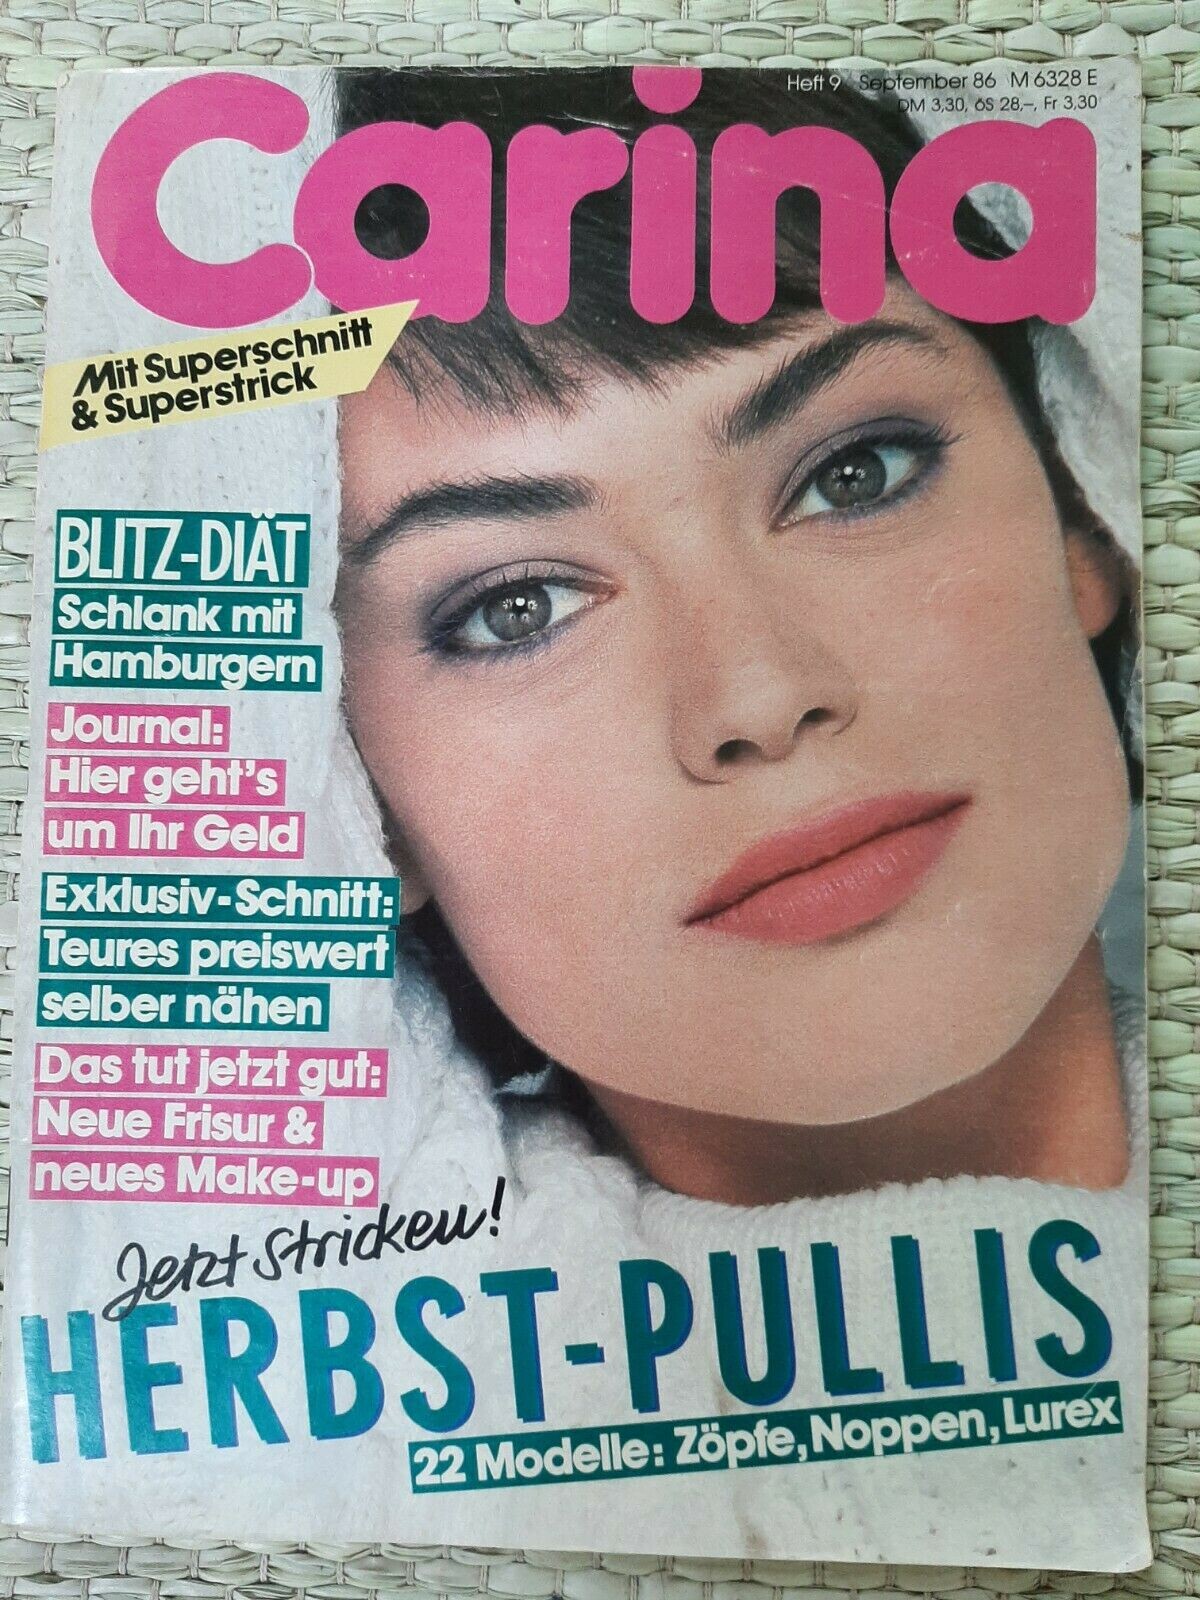 Heft 9 September 86 M 6328 E
DM 3,30, öS 28,–, Fr 3,30
Carina
Mit Superschnitt
& Superstrick
BLITZ-DIÄT
Schlank mit
Hamburgern
Journal:
Hier geht's
um Ihr Geld
Exklusiv-Schnitt:
Teures preiswert
selber nähen
Das tut jetzt gut:
Neue Frisur &
neues Make-up
Jetzt Stricken!
HERBST-PULLIS
22 Modelle: Zöpfe, Noppen, Lurex